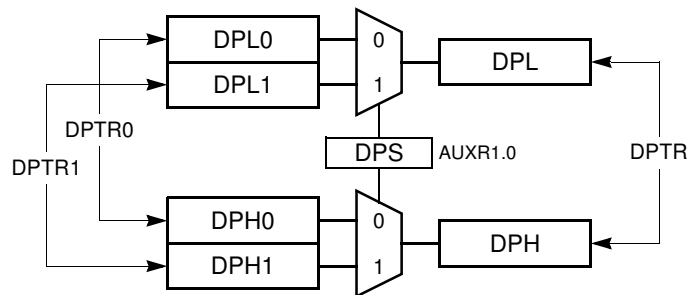 DPL0
0
DPL1
1
DPL
DPTR0
DPTR1
DPS
AUXR1.0
DPTR
DPH0
0
DPH1
1
DPH